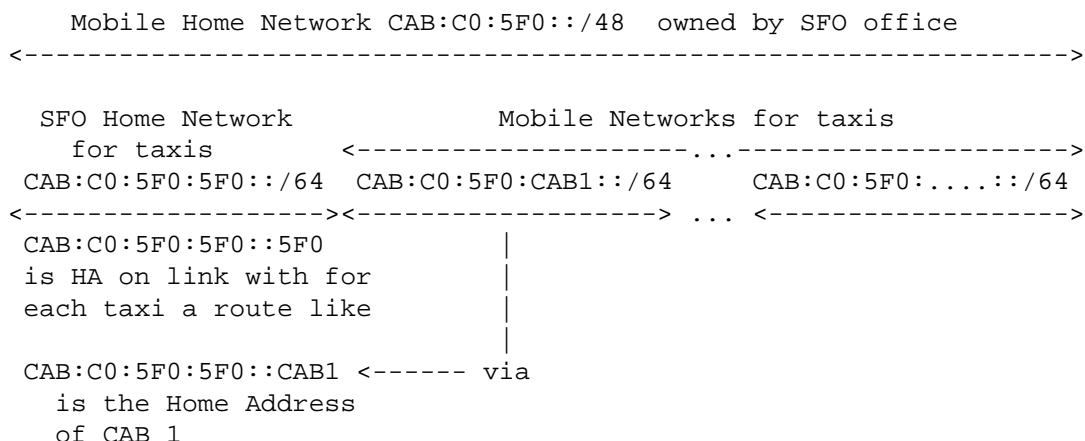 Mobile Home Network CAB:C0:5F0::/48  owned by SFO office
<------------------------------------------------------------------>
SFO Home Network                Mobile Networks for taxis
for taxis      <---------------------...---------------------->
CAB:C0:5F0:5F0::/64  CAB:C0:5F0:CAB1::/64     CAB:C0:5F0:....::/64
<--------------------><--------------------> ... <-------------------->
CAB:C0:5F0:5F0::5F0           |
is HA on link with for        |
each taxi a route like        |
|
CAB:C0:5F0:5F0::CAB1 <------ via
is the Home Address
of CAB 1